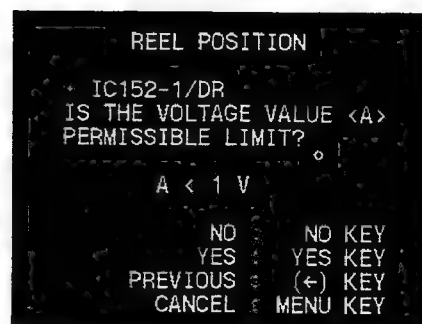 REEL POSITION
* IC152-1/DR
IS THE VOLTAGE VALUE <A>
PERMISSIBLE LIMIT?
A < 1 V
NO : NO KEY
YES : YES KEY
PREVIOUS : (←) KEY
CANCEL : MENU KEY